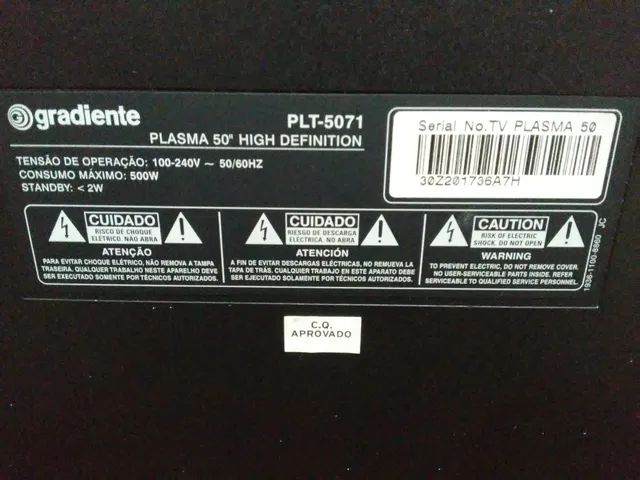 gradiente
PLT-5071
PLASMA 50" HIGH DEFINITION
TENSÃO DE OPERAÇÃO: 100-240V ~ 50/60HZ
CONSUMO MÁXIMO: 500W
STANDBY: < 2W
Serial No.TV PLASMA 50
30Z201736A7H
CUIDADO
RISCO DE CHOQUE
ELÉTRICO. NÃO ABRA
ATENÇÃO
PARA EVITAR CHOQUE ELÉTRICO, NÃO REMOVA A TAMPA
TRASEIRA. QUALQUER TRABALHO NESTE APARELHO DEVE
SER EXECUTADO SOMENTE POR TÉCNICOS AUTORIZADOS.
CUIDADO
RIESGO DE DESCARGA
ELÉCTRICA. NO ABRA
ATENCIÓN
A FIN DE EVITAR DESCARGAS ELÉCTRICAS, NO REMUEVA LA
TAPA DE TRÁS. CUALQUIER TRABAJO EN ESTE APARATO DEBE
SER EJECUTADO SOLAMENTE POR TÉCNICOS AUTORIZADOS.
CAUTION
RISK OF ELECTRIC
SHOCK. DO NOT OPEN
WARNING
TO PREVENT ELECTRIC, DO NOT REMOVE COVER.
NO USER-SERVICEABLE PARTS INSIDE. REFER
SERVICEABLE TO QUALIFIED SERVICE PERSONNEL
1936-1100-8660 JC
C.Q.
APROVADO